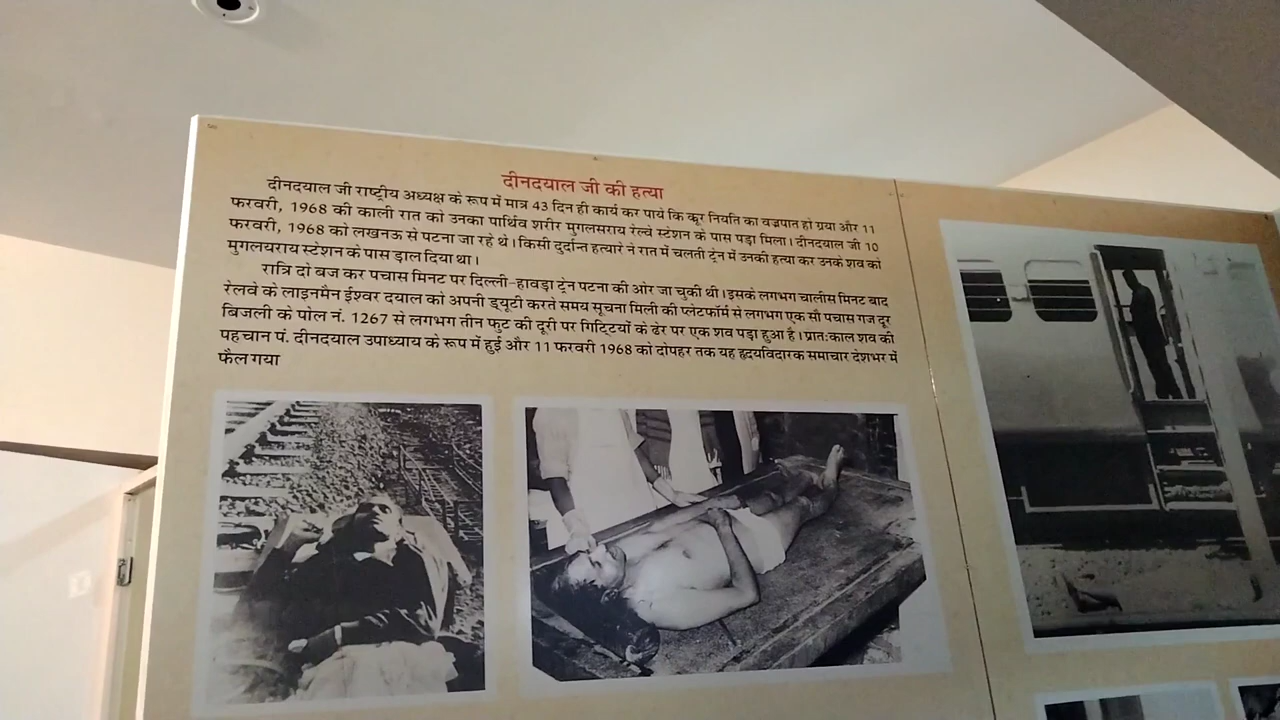 दीनदयाल जी की हत्या
दीनदयाल जी राष्ट्रीय अध्यक्ष के रूप में मात्र 43 दिन ही कार्य कर पाये कि क्रूर नियति का वज्रपात हो गया और 11
फरवरी, 1968 की काली रात को उनका पार्थिव शरीर मुगलसराय रेल्वे स्टेशन के पास पड़ा मिला। दीनदयाल जी 10
फरवरी, 1968 को लखनऊ से पटना जा रहे थे। किसी दुर्दान्त हत्यारे ने रात में चलती ट्रेन में उनकी हत्या कर उनके शव को
मुगलयराय स्टेशन के पास डाल दिया था।
रात्रि दो बज कर पचास मिनट पर दिल्ली–हावड़ा ट्रेन पटना की ओर जा चुकी थी। इसके लगभग चालीस मिनट बाद
रेलवे के लाइनमैन ईश्वर दयाल को अपनी ड्यूटी करते समय सूचना मिली की प्लेटफॉर्म से लगभग एक सौ पचास गज दूर
बिजली के पोल नं. 1267 से लगभग तीन फुट की दूरी पर गिट्टियों के ढेर पर एक शव पड़ा हुआ है। प्रातःकाल शव की
पहचान पं. दीनदयाल उपाध्याय के रूप में हुई और 11 फरवरी 1968 को दोपहर तक यह हृदयविदारक समाचार देशभर में
फैल गया